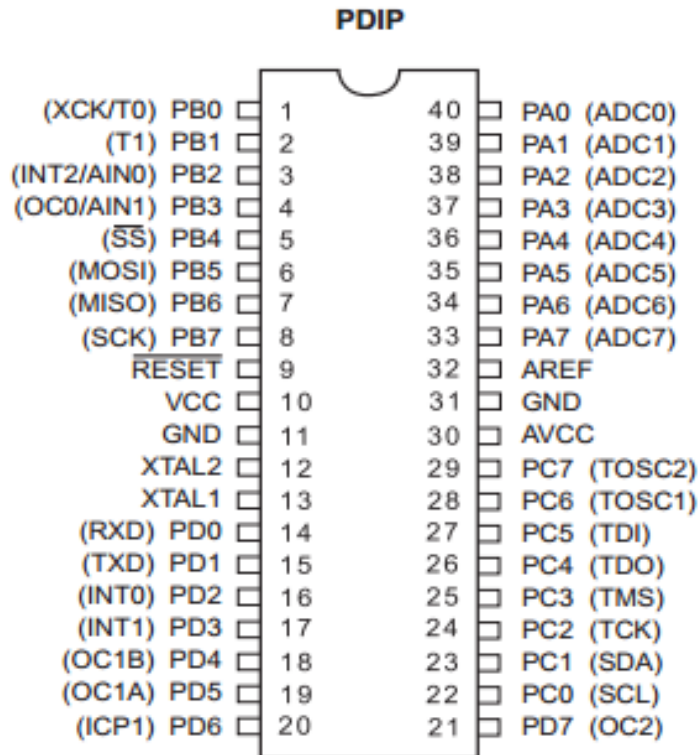 PDIP
(XCK/T0) PB0 1 40 PA0 (ADC0)
(T1) PB1 2 39 PA1 (ADC1)
(INT2/AIN0) PB2 3 38 PA2 (ADC2)
(OC0/AIN1) PB3 4 37 PA3 (ADC3)
(SS) PB4 5 36 PA4 (ADC4)
(MOSI) PB5 6 35 PA5 (ADC5)
(MISO) PB6 7 34 PA6 (ADC6)
(SCK) PB7 8 33 PA7 (ADC7)
RESET 9 32 AREF
VCC 10 31 GND
GND 11 30 AVCC
XTAL2 12 29 PC7 (TOSC2)
XTAL1 13 28 PC6 (TOSC1)
(RXD) PD0 14 27 PC5 (TDI)
(TXD) PD1 15 26 PC4 (TDO)
(INT0) PD2 16 25 PC3 (TMS)
(INT1) PD3 17 24 PC2 (TCK)
(OC1B) PD4 18 23 PC1 (SDA)
(OC1A) PD5 19 22 PC0 (SCL)
(ICP1) PD6 20 21 PD7 (OC2)